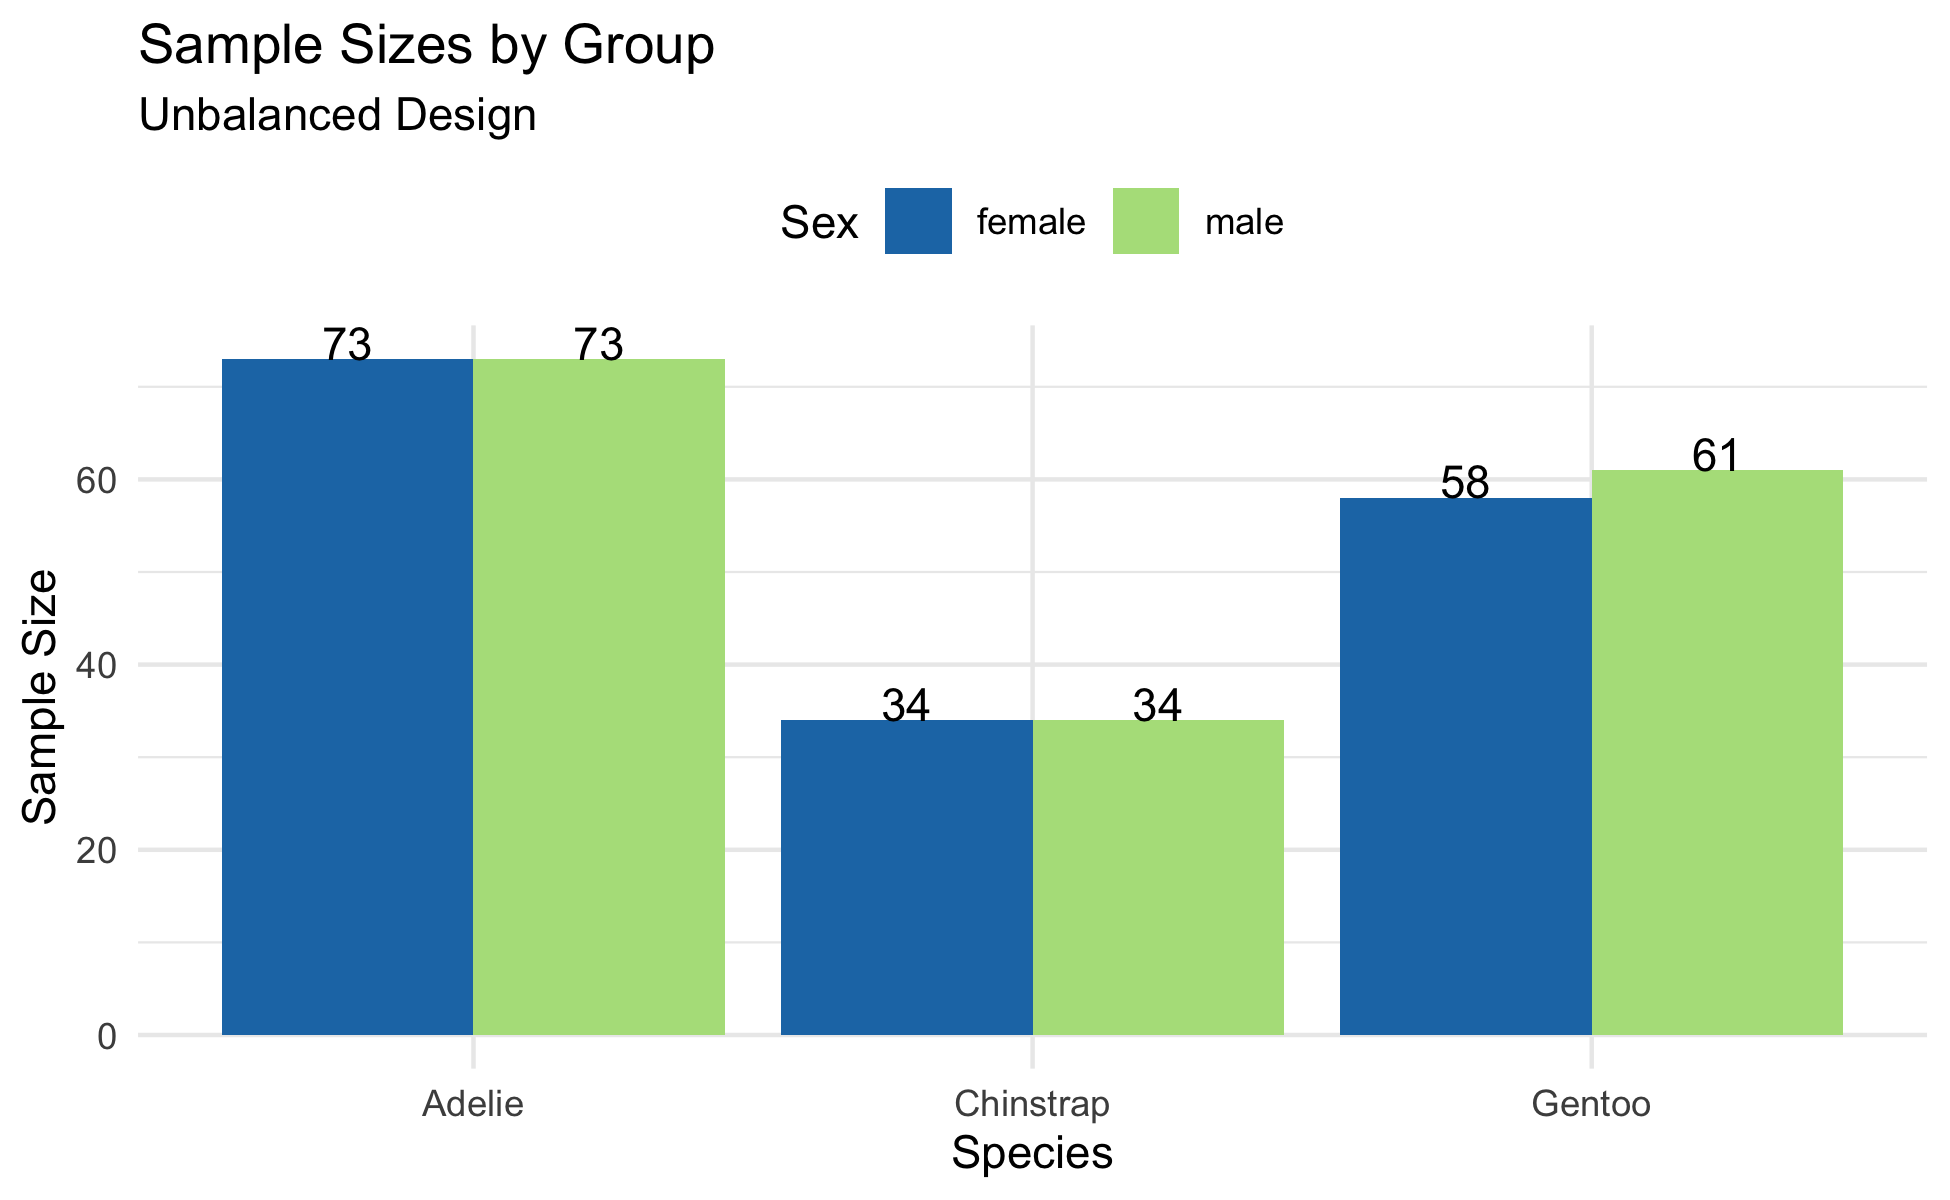 Sample Sizes by Group
Unbalanced Design
Sex female male
73 73
61
58
60
34 34
40
20
0
Sample Size
Adelie Chinstrap Gentoo
Species